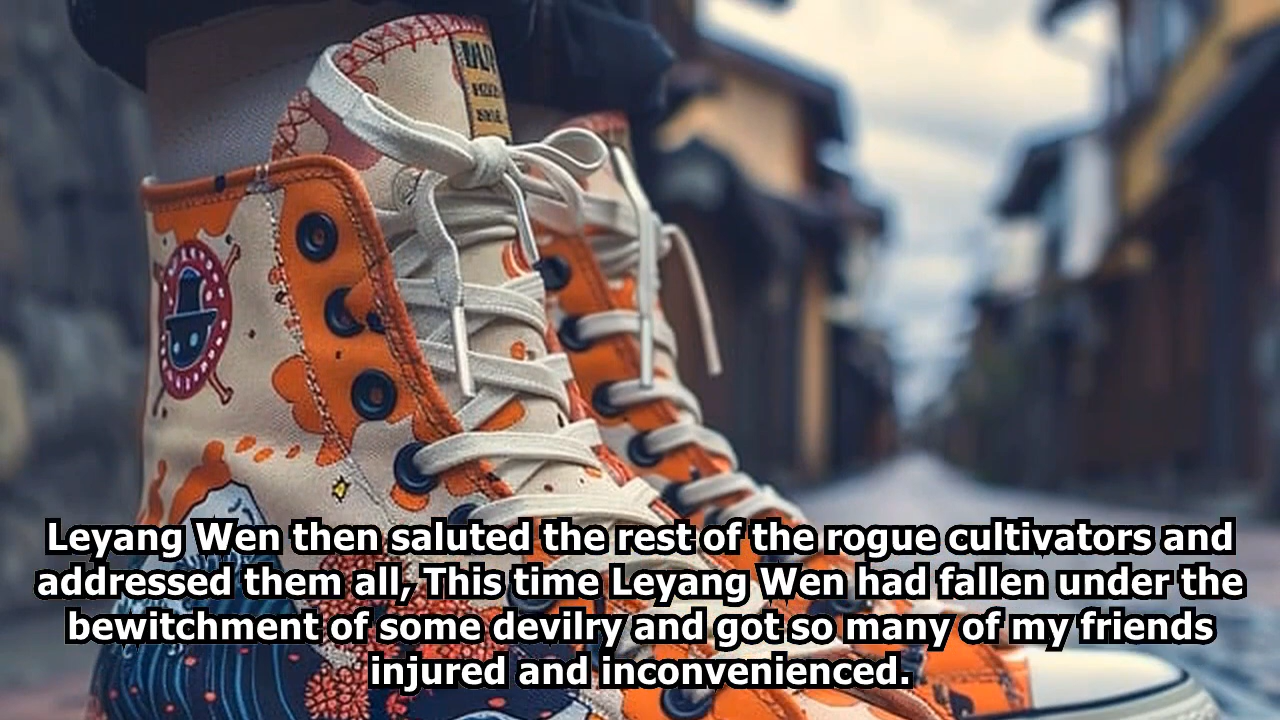 Leyang Wen then saluted the rest of the rogue cultivators and
addressed them all, This time Leyang Wen had fallen under the
bewitchment of some devilry and got so many of my friends
injured and inconvenienced.